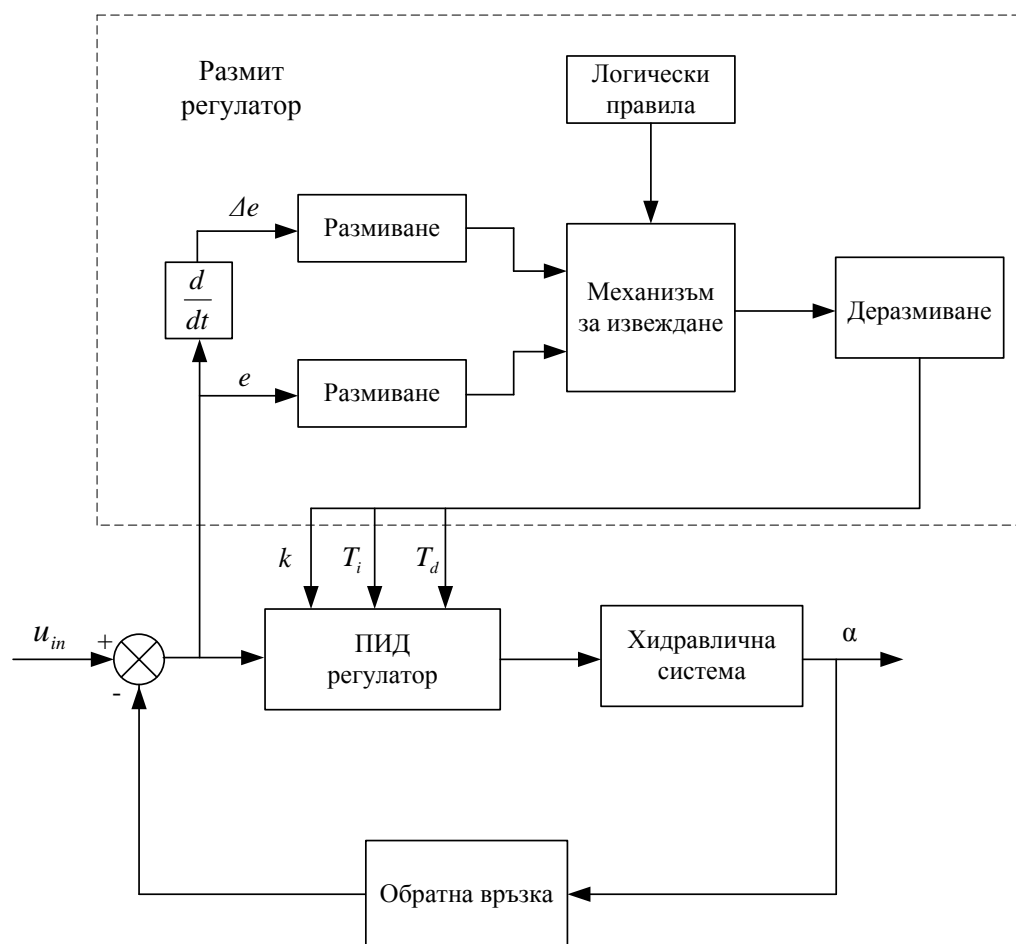 Размит
регулатор
Логически
правила
Δe
Размиване
d
dt
Механизъм
за извеждане
Деразмиване
e
Размиване
k
T_i
T_d
u_in
+
-
ПИД
регулатор
Хидравлична
система
α
Обратна връзка